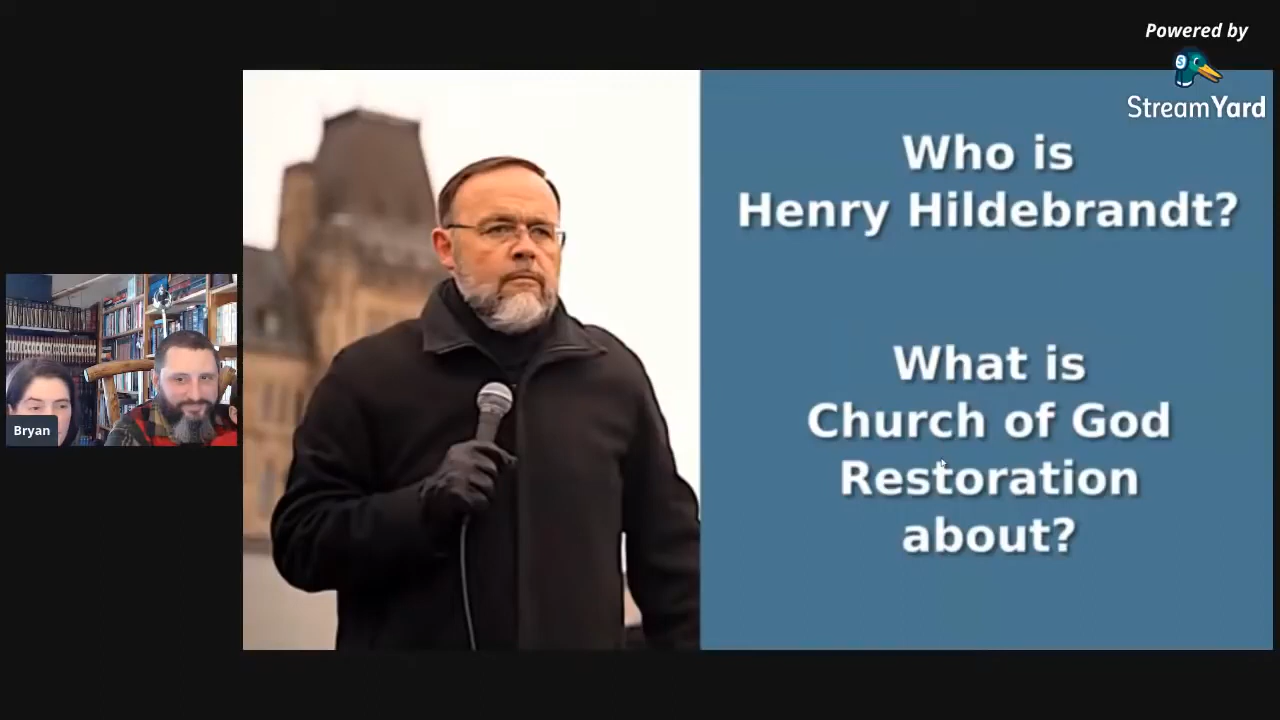 Powered by
StreamYard
Who is
Henry Hildebrandt?
What is
Church of God
Restoration
about?
Bryan